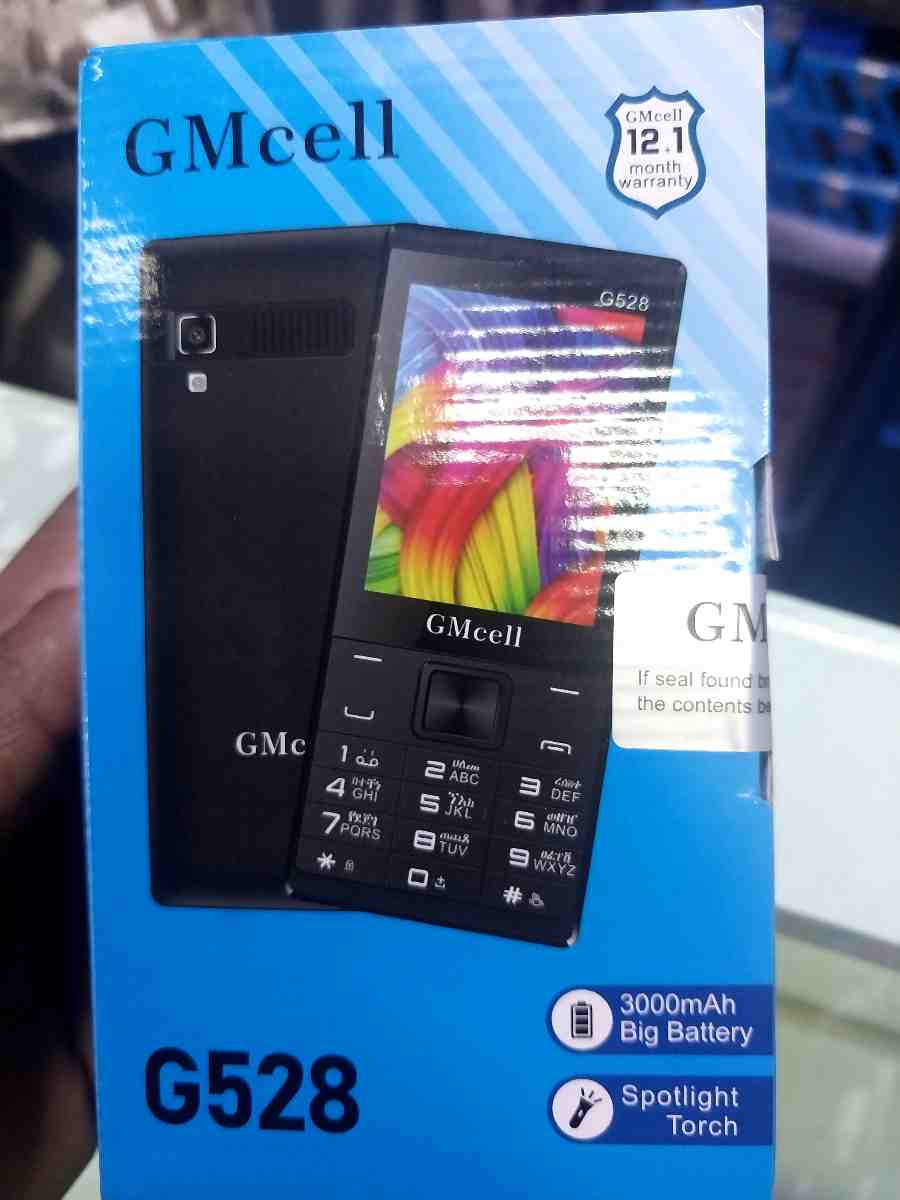 GMcell
GMcell
12.1
month
warranty
G528
GMcell
GM
If seal found
the contents be
GMc
1
2 ABC
3 DEF
4 GHI
5 JKL
6 MNO
7 PQRS
8 TUV
9 WXYZ
*
0
#
3000mAh
Big Battery
G528
Spotlight
Torch